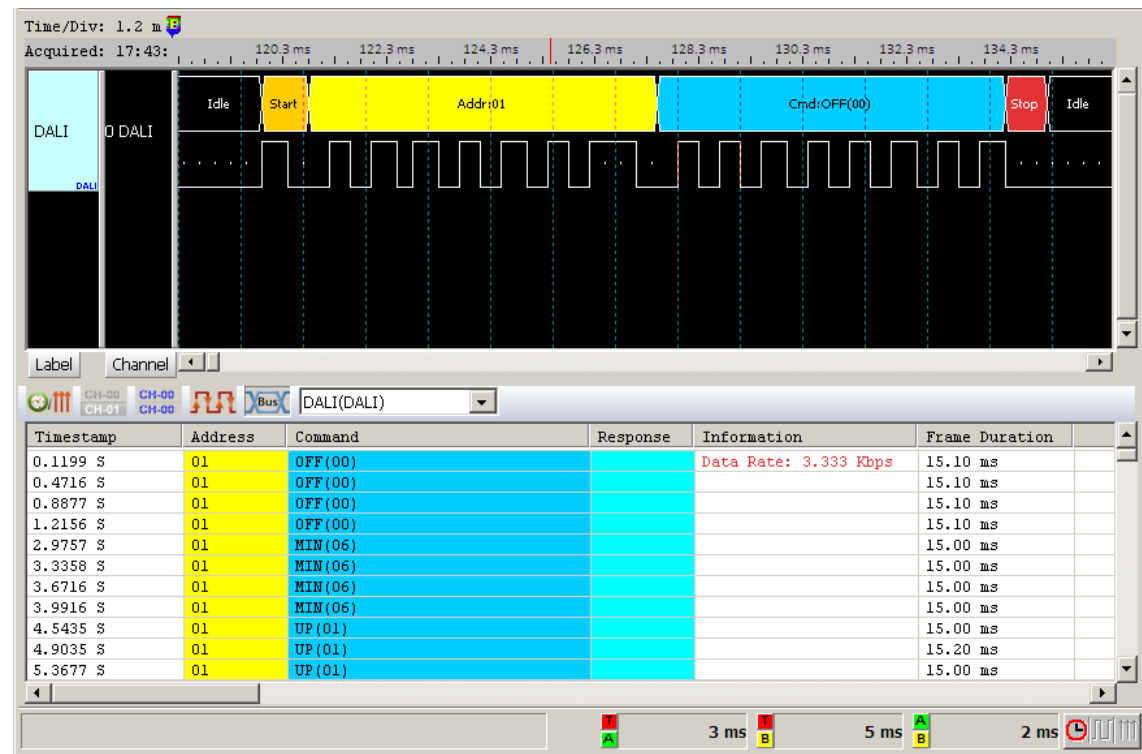 Time/Div: 1.2 m
Acquired: 17:43:
120.3 ms 122.3 ms 124.3 ms 126.3 ms 128.3 ms 130.3 ms 132.3 ms 134.3 ms
DALI
DALI
0 DALI
Idle Start Addr:01 Cmd:OFF(00) Stop Idle
Label Channel
CH-00 CH-01 CH-00 CH-00 Bus DALI(DALI)
Timestamp Address Command Response Information Frame Duration
0.1199 S 01 OFF(00) Data Rate: 3.333 Kbps 15.10 ms
0.4716 S 01 OFF(00) 15.10 ms
0.8877 S 01 OFF(00) 15.10 ms
1.2156 S 01 OFF(00) 15.10 ms
2.9757 S 01 MIN(06) 15.00 ms
3.3358 S 01 MIN(06) 15.00 ms
3.6716 S 01 MIN(06) 15.00 ms
3.9916 S 01 MIN(06) 15.00 ms
4.5435 S 01 UP(01) 15.00 ms
4.9035 S 01 UP(01) 15.20 ms
5.3677 S 01 UP(01) 15.00 ms
T A 3 ms T B 5 ms A B 2 ms